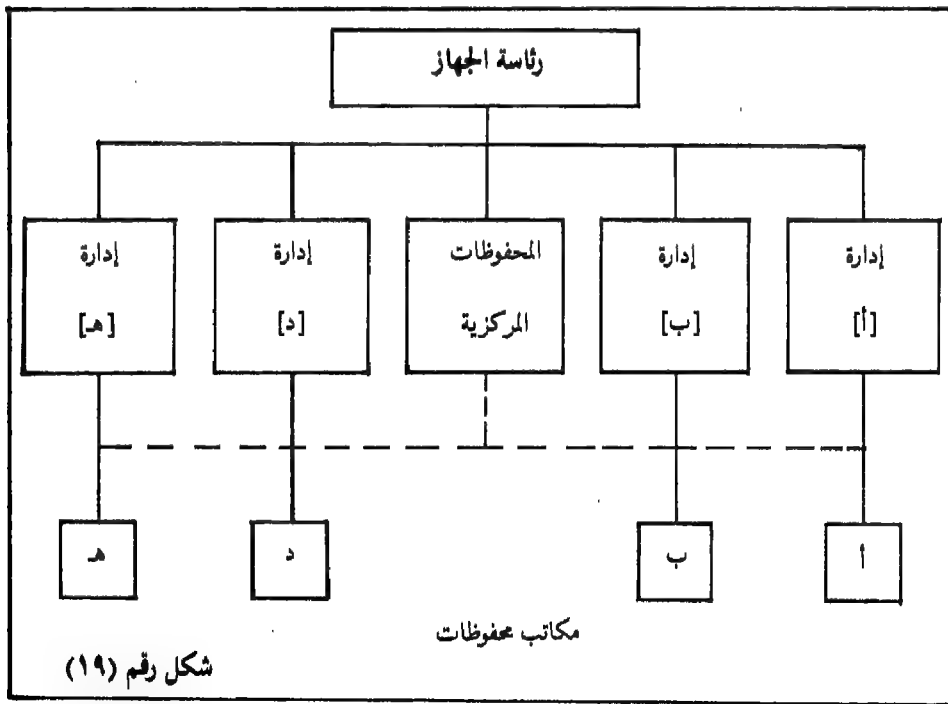 رئاسة الجهاز
إدارة
[أ]
إدارة
[ب]
المحفوظات
المركزية
إدارة
[د]
إدارة
[هـ]
أ
ب
د
هـ
مكاتب محفوظات
شكل رقم (١٩)